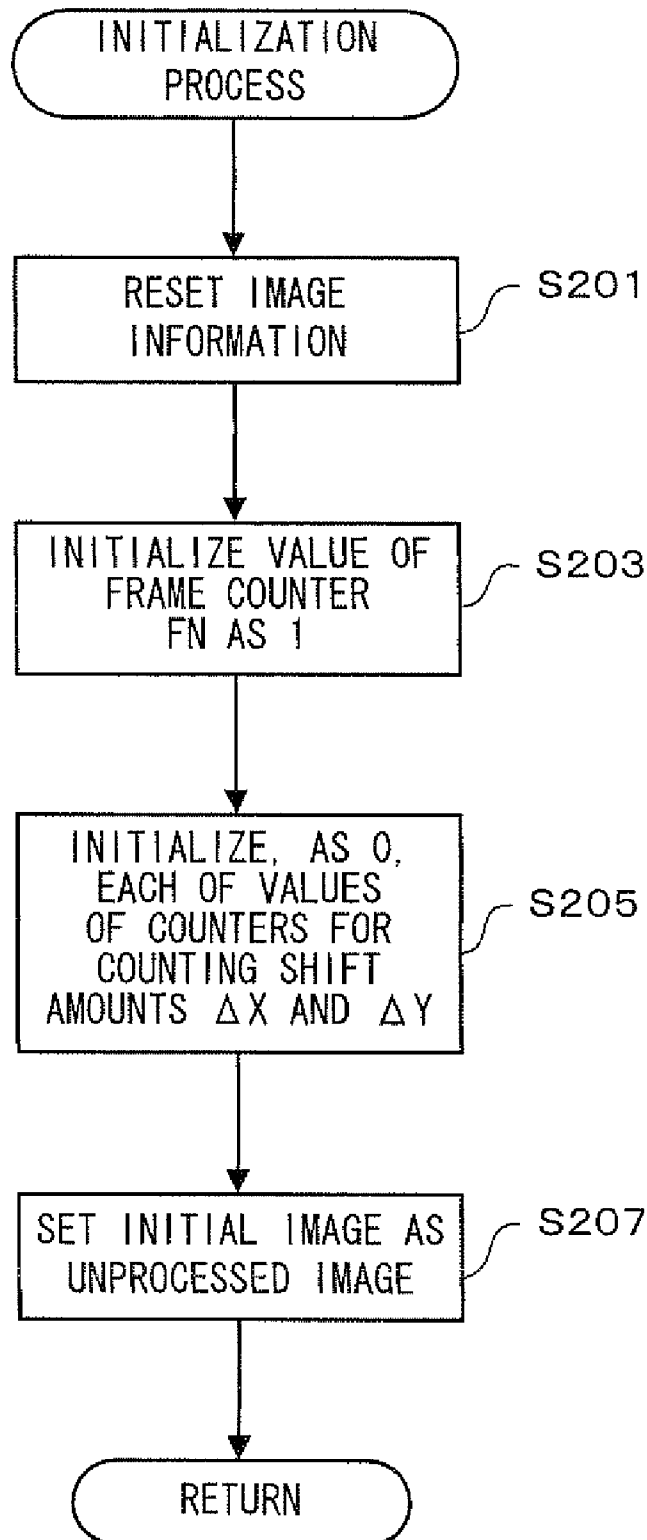 INITIALIZATION
PROCESS
RESET IMAGE
INFORMATION
S201
INITIALIZE VALUE OF
FRAME COUNTER
FN AS 1
S203
INITIALIZE, AS 0,
EACH OF VALUES
OF COUNTERS FOR
COUNTING SHIFT
AMOUNTS ΔX AND ΔY
S205
SET INITIAL IMAGE AS
UNPROCESSED IMAGE
S207
RETURN